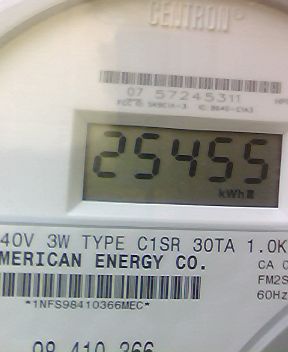 CENTRON®
07 57245311
25455
kWh
40V 3W TYPE C1SR 30TA 1.0K
MERICAN ENERGY CO.
CA 0
FM2S
60Hz
*1NFS98410366MEC*
98 410 366